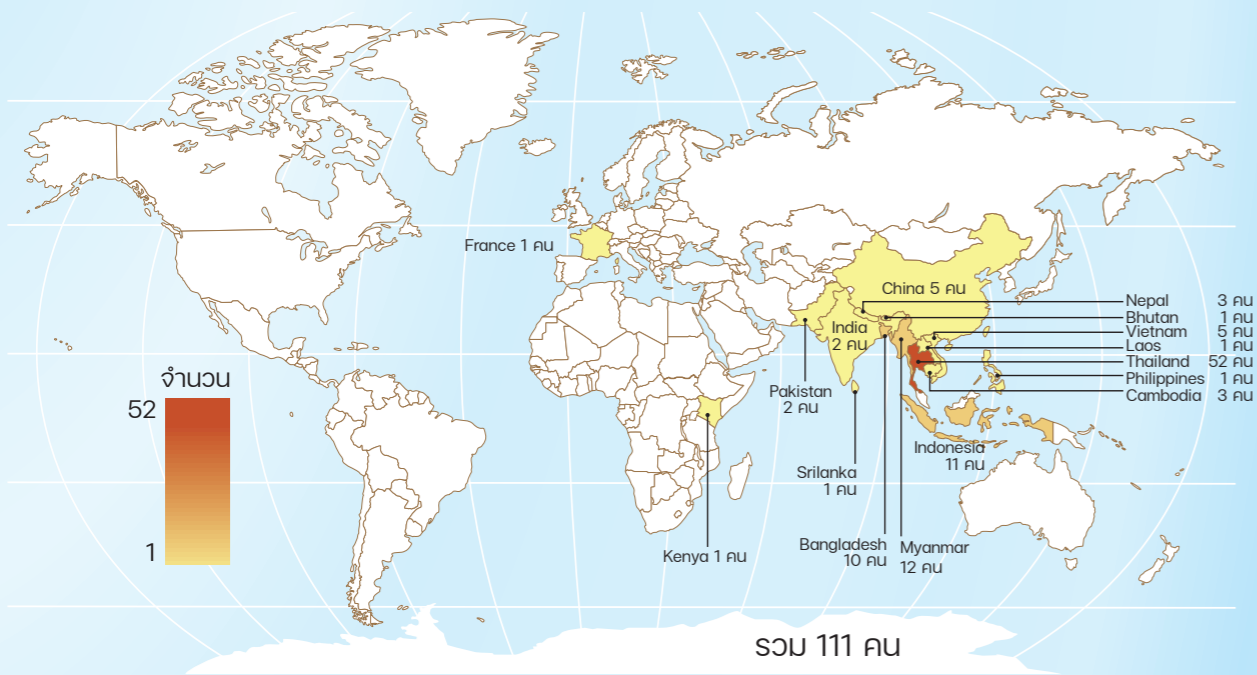 France 1 คน
China 5 คน
Nepal 3 คน
Bhutan 1 คน
Vietnam 5 คน
Laos 1 คน
Thailand 52 คน
Philippines 1 คน
Cambodia 3 คน
India
2 คน
Pakistan
2 คน
จำนวน
52
1
Indonesia
11 คน
Srilanka
1 คน
Kenya 1 คน
Bangladesh
10 คน
Myanmar
12 คน
รวม 111 คน